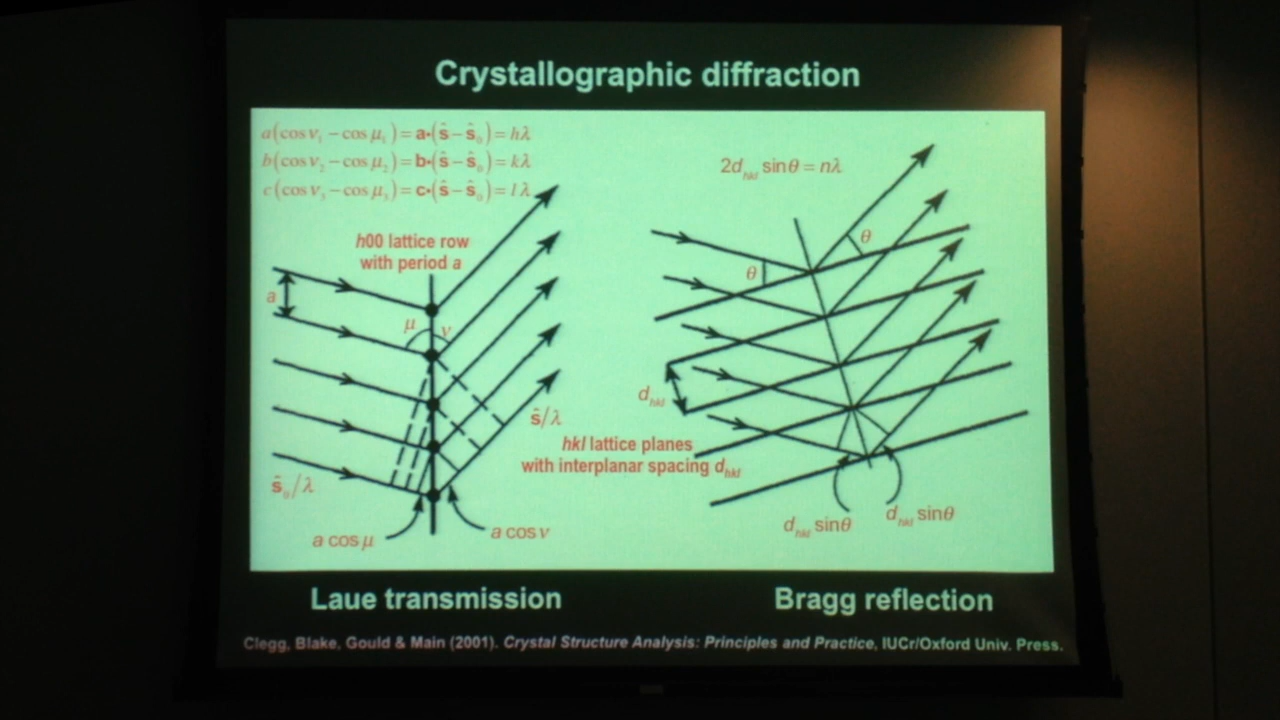 Crystallographic diffraction
a(cos ν₁ – cos μ₁) = a·(ŝ – ŝ₀) = hλ
b(cos ν₂ – cos μ₂) = b·(ŝ – ŝ₀) = kλ
c(cos ν₃ – cos μ₃) = c·(ŝ – ŝ₀) = lλ
h00 lattice row
with period a
a
μ
ν
ŝ/λ
ŝ₀/λ
a cos μ
a cos ν
2d_hkl sinθ = nλ
θ
θ
d_hkl
hkl lattice planes
with interplanar spacing d_hkl
d_hkl sinθ
d_hkl sinθ
Laue transmission
Bragg reflection
Clegg, Blake, Gould & Main (2001). Crystal Structure Analysis: Principles and Practice, IUCr/Oxford Univ. Press.